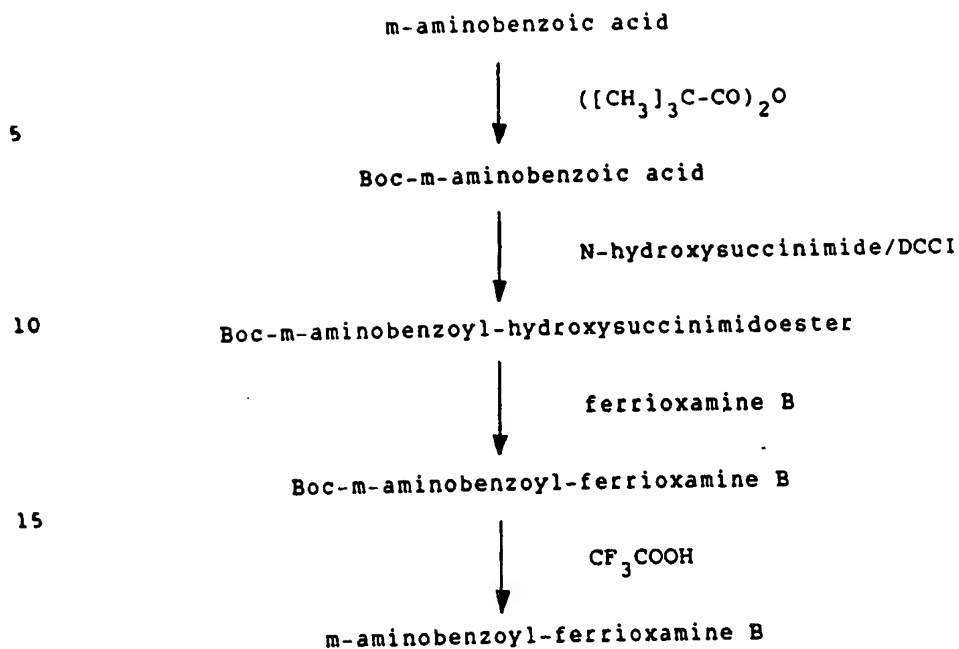 m-aminobenzoic acid
([CH₃]₃C-CO)₂O
5
Boc-m-aminobenzoic acid
N-hydroxysuccinimide/DCCI
10
Boc-m-aminobenzoyl-hydroxysuccinimidoester
ferrioxamine B
Boc-m-aminobenzoyl-ferrioxamine B
15
CF₃COOH
m-aminobenzoyl-ferrioxamine B